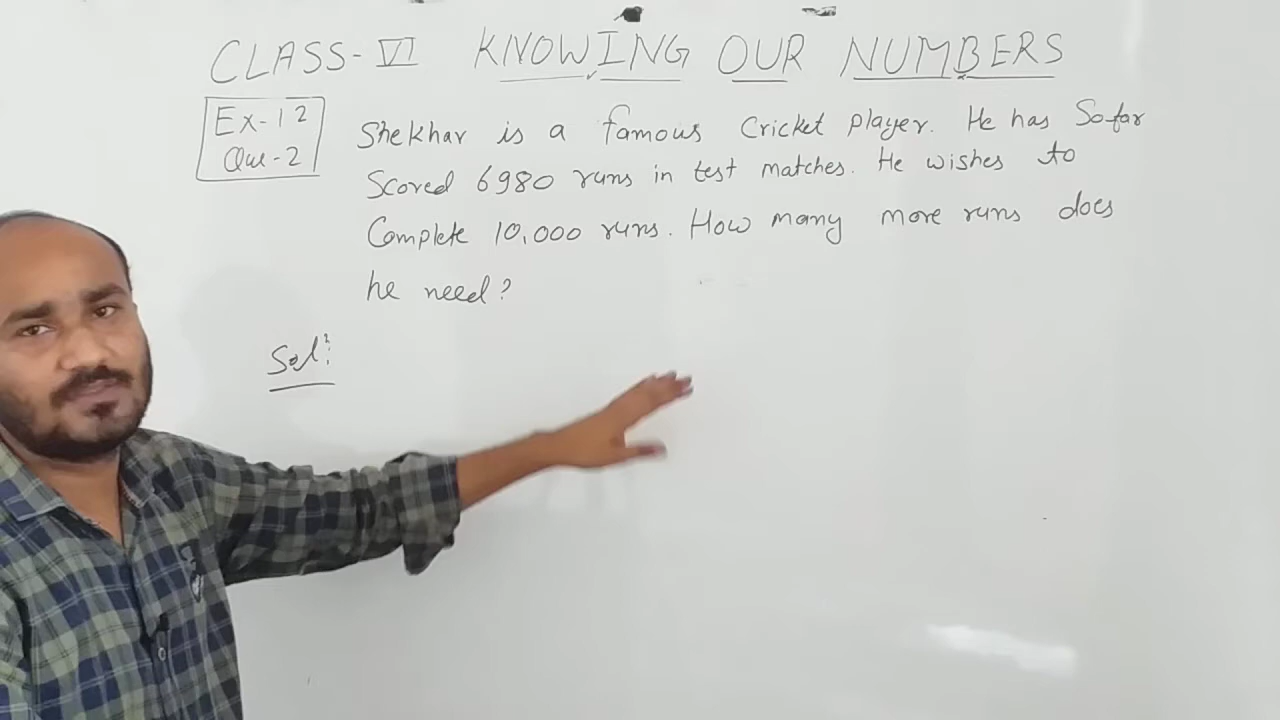 CLASS-VI KNOWING OUR NUMBERS
Ex-1.2
Que-2
Shekhar is a famous Cricket player. He has Sofar
Scored 6980 runs in test matches. He wishes to
Complete 10,000 runs. How many more runs does
he need?
Sol: